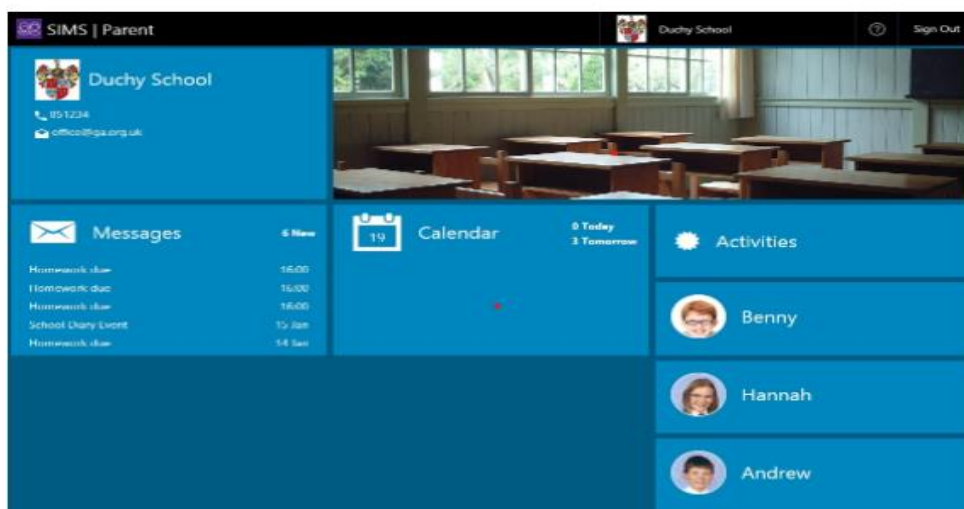 SIMS | Parent
Duchy School
Sign Out
Duchy School
051234
office@ga.org.uk
Messages
6 New
Homework due 16:00
Homework due 16:00
Homework due 16:00
School Diary Event 15 Jan
Homework due 14 Jan
19
Calendar
0 Today
3 Tomorrow
Activities
Benny
Hannah
Andrew